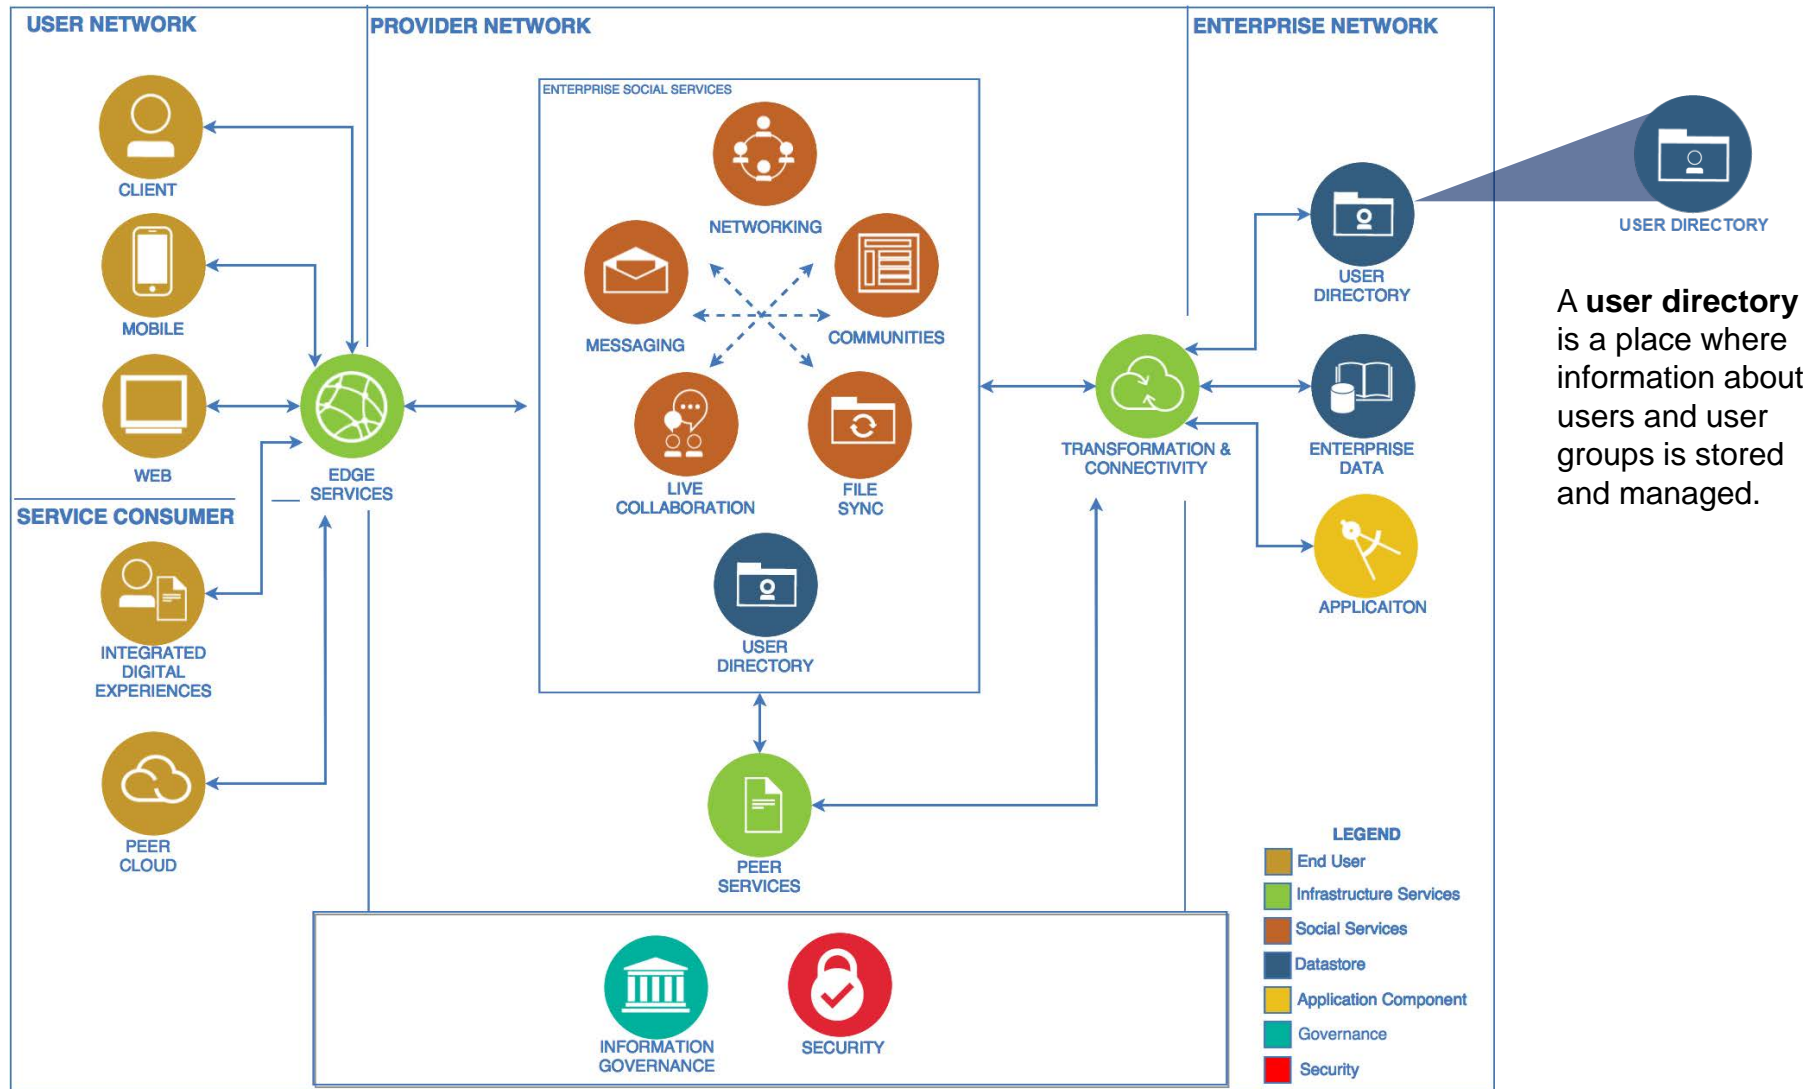 USER NETWORK
PROVIDER NETWORK
ENTERPRISE NETWORK
ENTERPRISE SOCIAL SERVICES
CLIENT
MOBILE
WEB
SERVICE CONSUMER
INTEGRATED
DIGITAL
EXPERIENCES
PEER
CLOUD
EDGE
SERVICES
NETWORKING
MESSAGING
COMMUNITIES
LIVE
COLLABORATION
FILE
SYNC
USER
DIRECTORY
PEER
SERVICES
TRANSFORMATION &
CONNECTIVITY
USER
DIRECTORY
ENTERPRISE
DATA
APPLICAITON
USER DIRECTORY
A user directory
is a place where
information about
users and user
groups is stored
and managed.
LEGEND
End User
Infrastructure Services
Social Services
Datastore
Application Component
Governance
Security
INFORMATION
GOVERNANCE
SECURITY